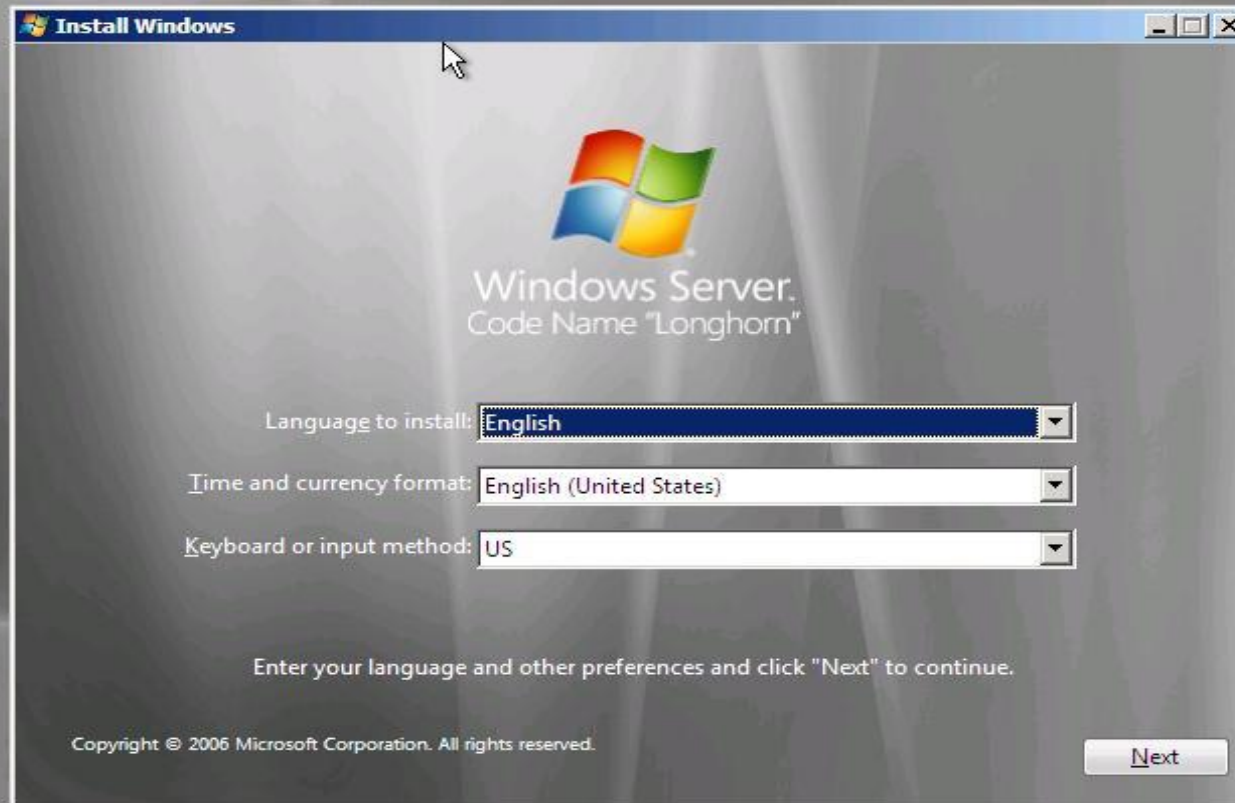 Install Windows
Windows Server.
Code Name "Longhorn"
Language to install: English
Time and currency format: English (United States)
Keyboard or input method: US
Enter your language and other preferences and click "Next" to continue.
Copyright © 2006 Microsoft Corporation. All rights reserved.
Next